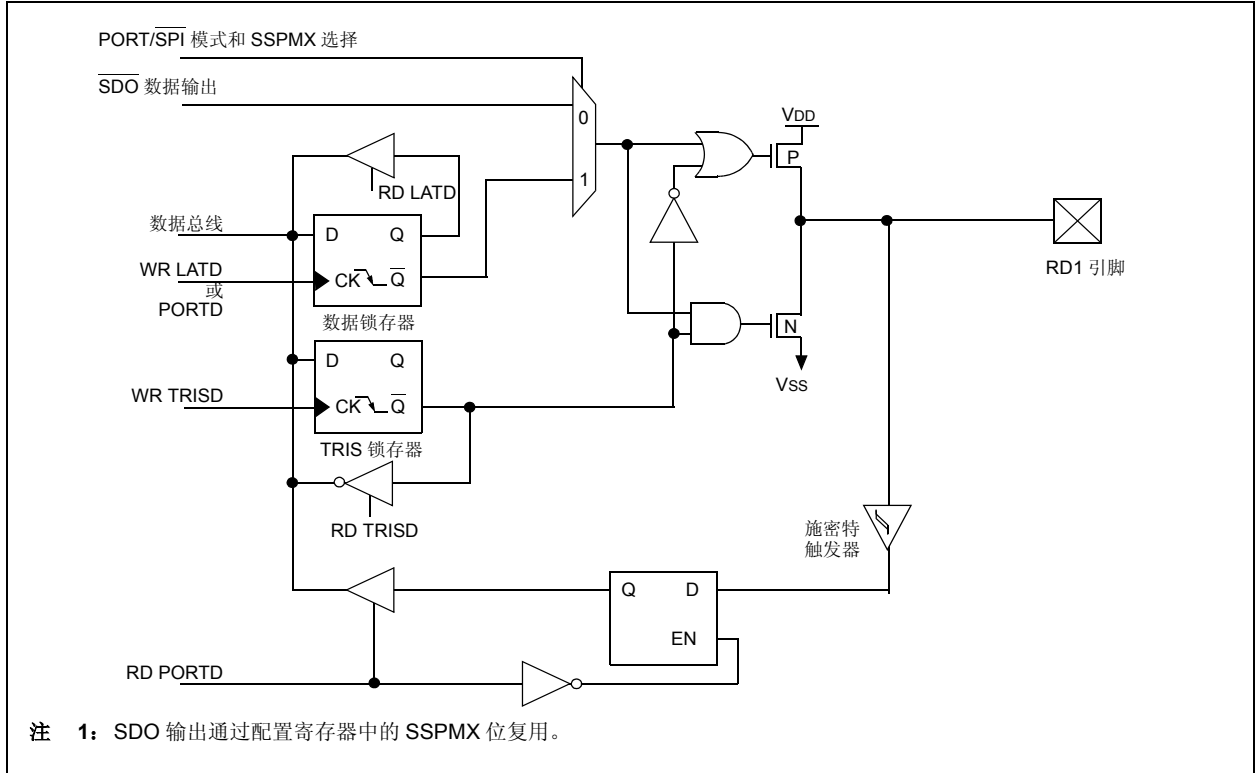 PORT/SPI 模式和 SSPMX 选择
SDO 数据输出
0
1
VDD
P
RD LATD
数据总线
D Q
WR LATD
或
PORTD
CK Q
数据锁存器
RD1 引脚
N
VSS
D Q
WR TRISD
CK Q
TRIS 锁存器
RD TRISD
施密特
触发器
Q D
EN
RD PORTD
注 1： SDO 输出通过配置寄存器中的 SSPMX 位复用。